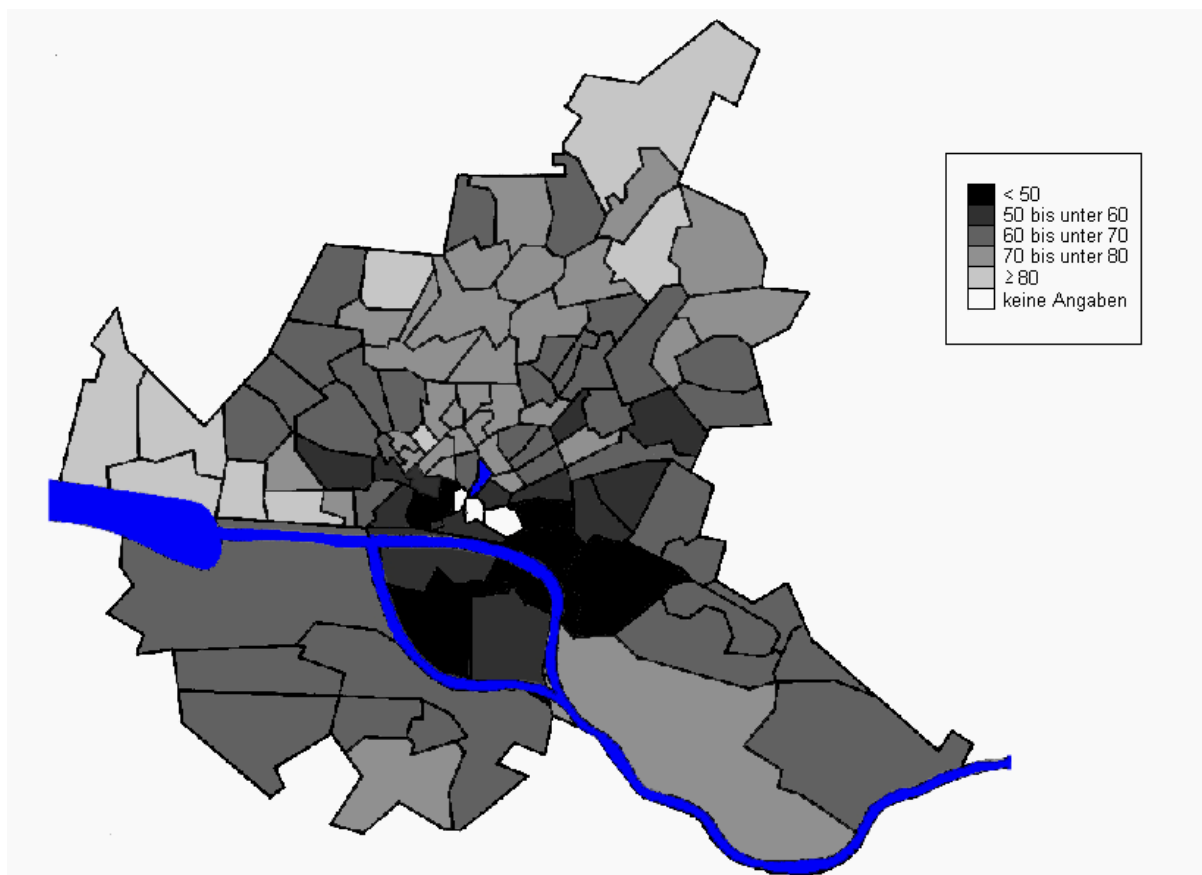 < 50
50 bis unter 60
60 bis unter 70
70 bis unter 80
≥ 80
keine Angaben